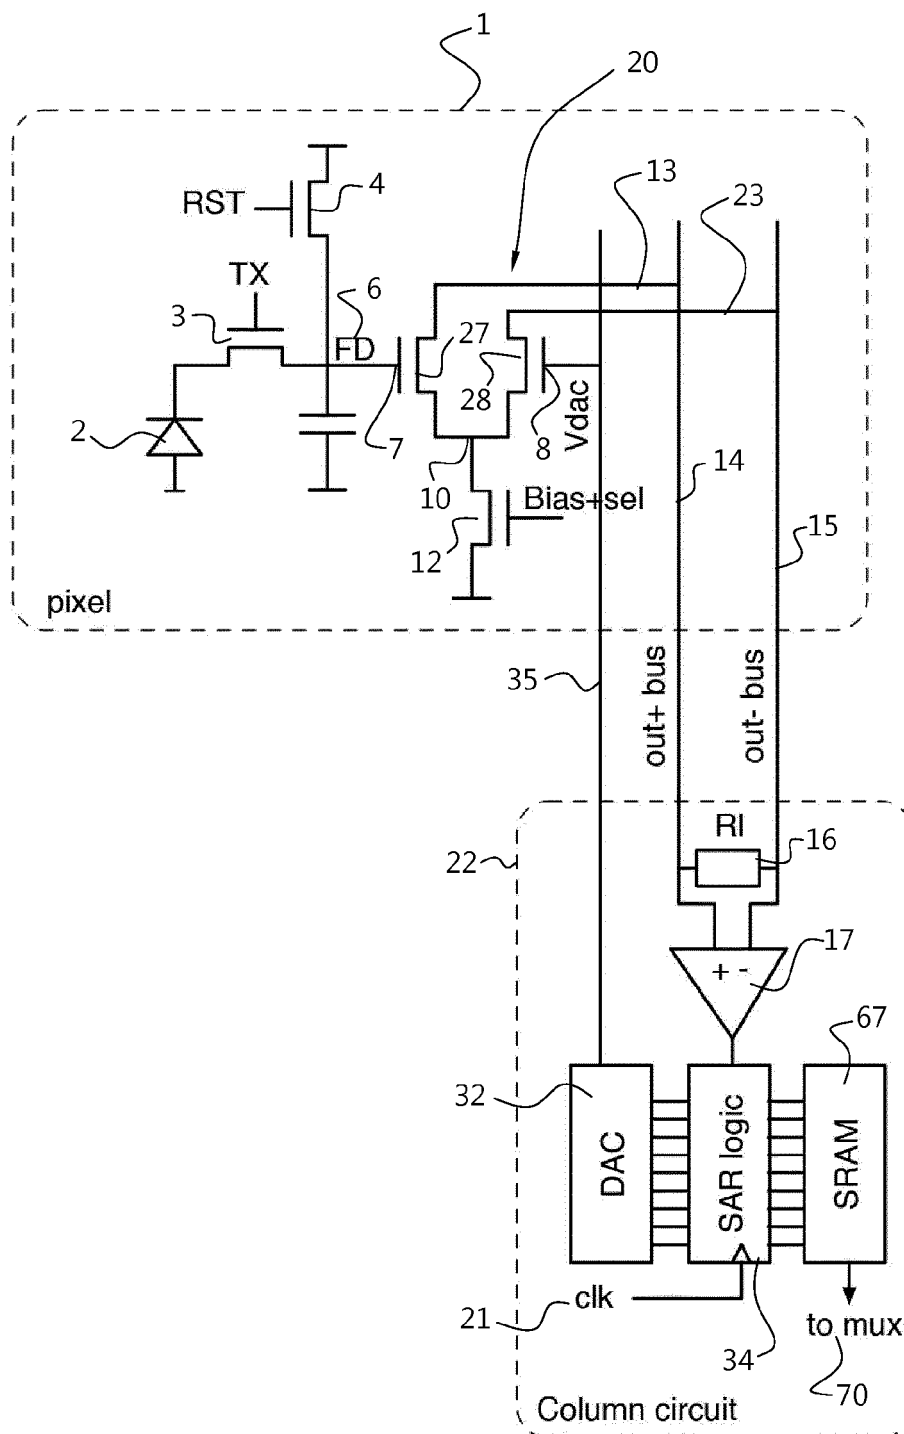 1
20
13
23
4
RST
TX
3
6
FD
27
28
2
7
8
Vdac
10
Bias+sel
14
12
15
pixel
35
out+ bus
out- bus
RI
16
22
17
+ -
67
32
DAC
SAR logic
SRAM
21
clk
to mux
34
70
Column circuit